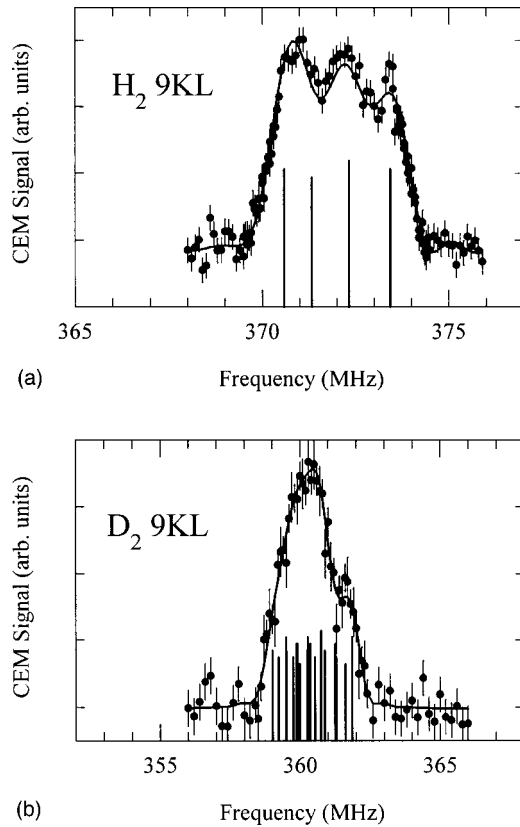 H₂ 9KL
CEM Signal (arb. units)
365 370 375
Frequency (MHz)
(a)
D₂ 9KL
CEM Signal (arb. units)
355 360 365
Frequency (MHz)
(b)